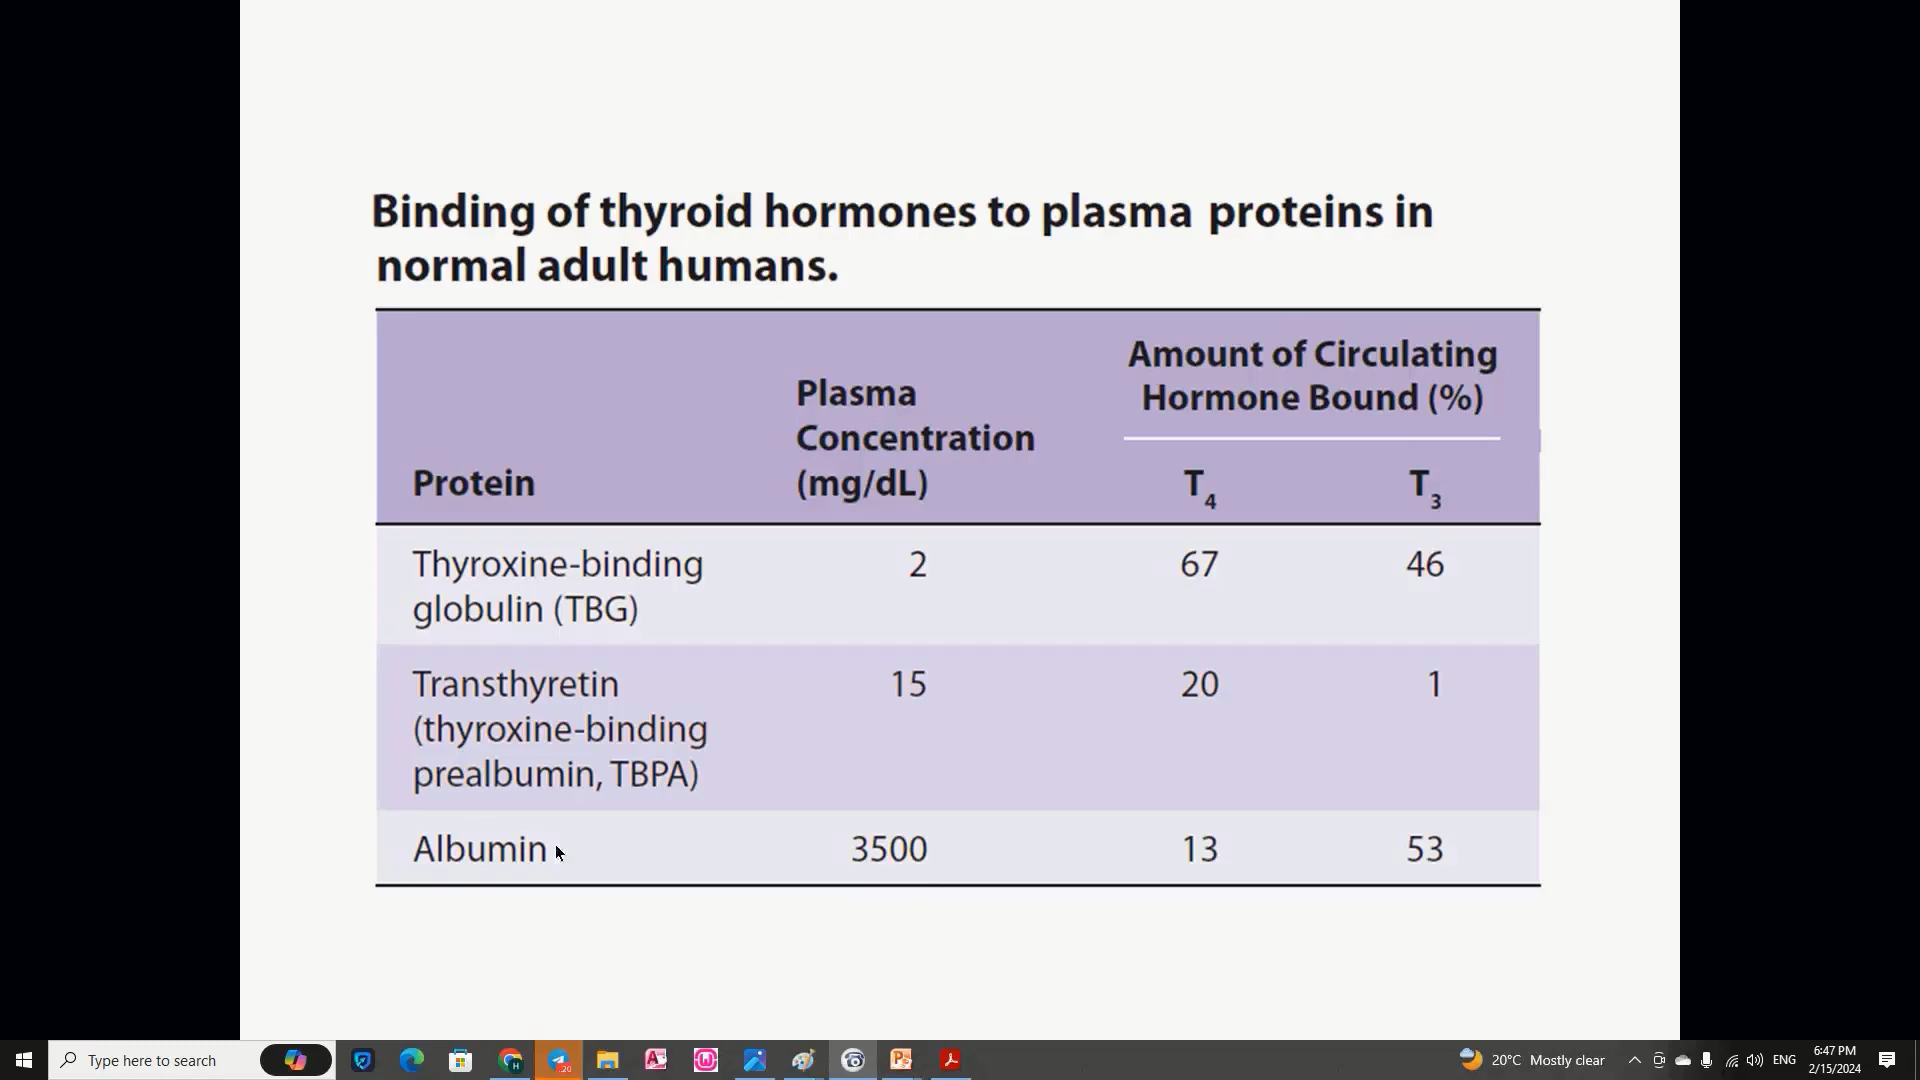 Binding of thyroid hormones to plasma proteins in
normal adult humans.
Protein
Plasma
Concentration
(mg/dL)
Amount of Circulating
Hormone Bound (%)
T4
T3
Thyroxine-binding
globulin (TBG)
2
67
46
Transthyretin
(thyroxine-binding
prealbumin, TBPA)
15
20
1
Albumin
3500
13
53
Type here to search
20°C Mostly clear
ENG
6:47 PM
2/15/2024